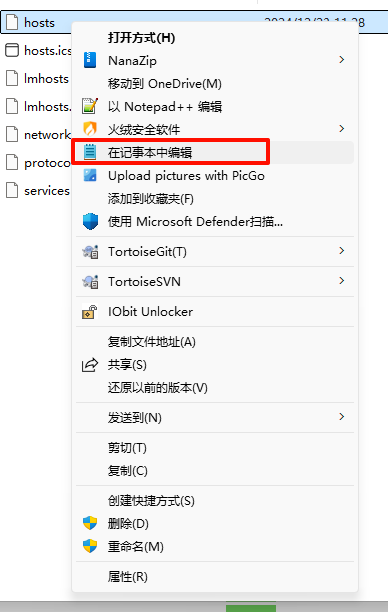 hosts
2024/12/23 11:28
打开方式(H)
hosts.ics
NanaZip
lmhosts
移动到 OneDrive(M)
lmhosts.
以 Notepad++ 编辑
network
火绒安全软件
protoco
在记事本中编辑
services
Upload pictures with PicGo
添加到收藏夹(F)
使用 Microsoft Defender扫描...
TortoiseGit(T)
TortoiseSVN
IObit Unlocker
复制文件地址(A)
共享(S)
还原以前的版本(V)
发送到(N)
剪切(T)
复制(C)
创建快捷方式(S)
删除(D)
重命名(M)
属性(R)